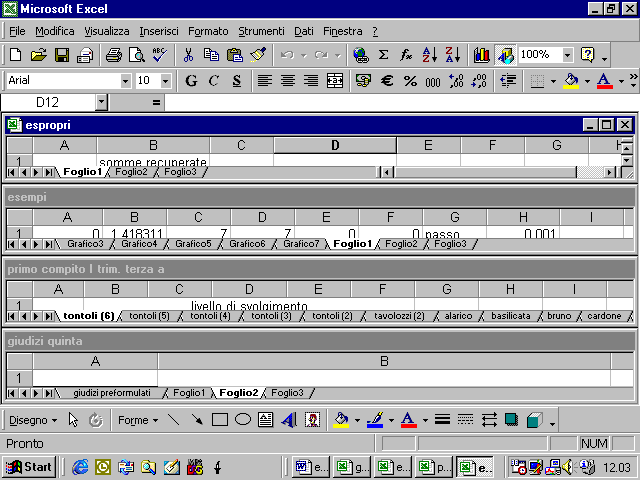 Microsoft Excel
File Modifica Visualizza Inserisci Formato Strumenti Dati Finestra ?
100%
Arial 10 G C S € % 000
D12 =
espropri
A B C D E F G
1 somme recuperate
Foglio1 Foglio2 Foglio3
esempi
A B C D E F G H I
1 0 1,418311 7 7 0 0 passo 0,001
Grafico3 Grafico4 Grafico5 Grafico6 Grafico7 Foglio1 Foglio2 Foglio3
primo compito I trim. terza a
A B C D E F G H I
1 livello di svolgimento
tontoli (6) tontoli (5) tontoli (4) tontoli (3) tontoli (2) tavolozzi (2) alarico basilicata bruno cardone
giudizi quinta
A B
1
giudizi preformulati Foglio1 Foglio2 Foglio3
Disegno Forme
Pronto NUM
Start e... g... e... p... e... 12.03